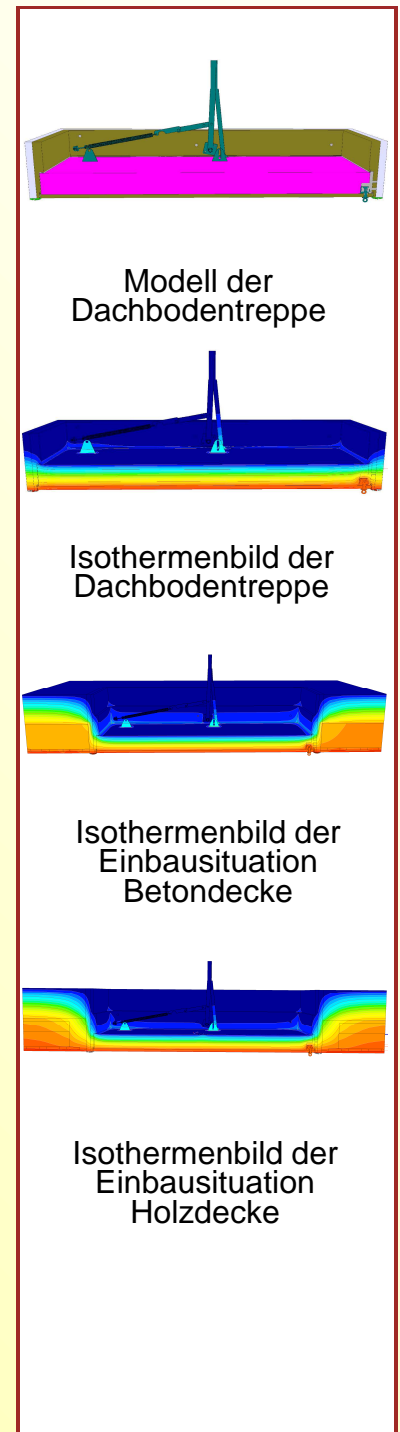 Modell der
Dachbodentreppe
Isothermenbild der
Dachbodentreppe
Isothermenbild der
Einbausituation
Betondecke
Isothermenbild der
Einbausituation
Holzdecke